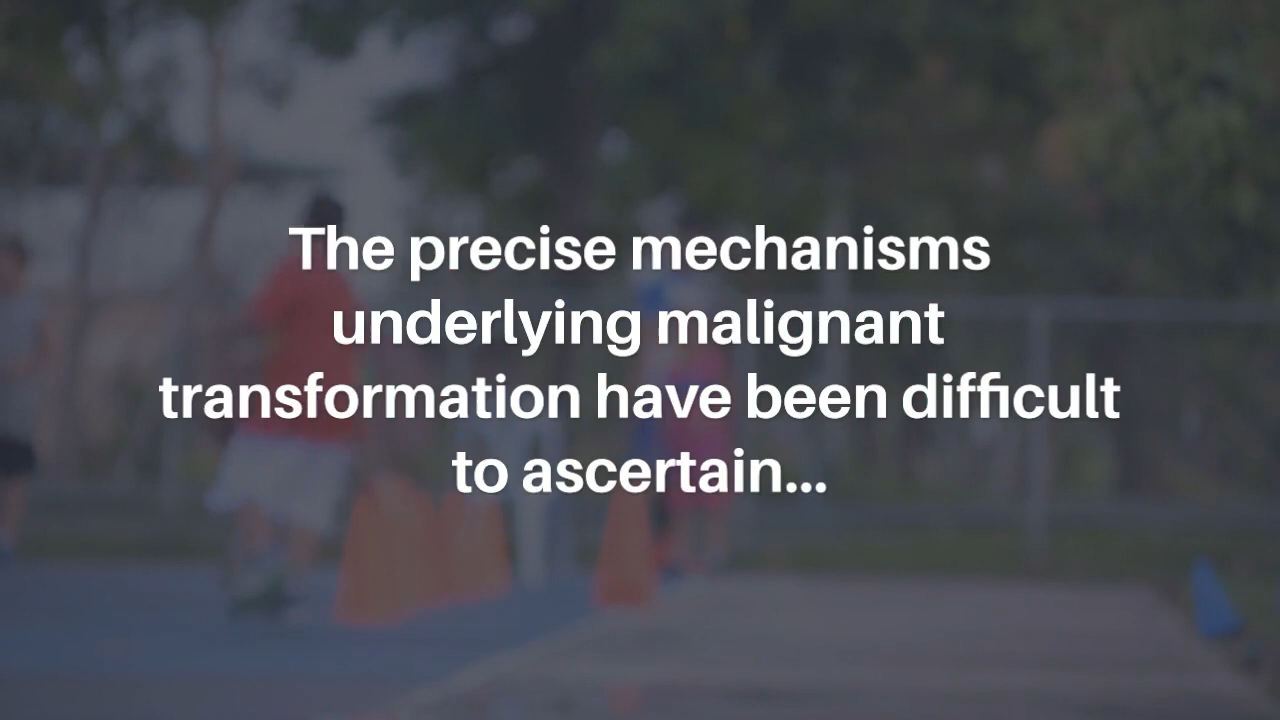 The precise mechanisms
underlying malignant
transformation have been difficult
to ascertain...